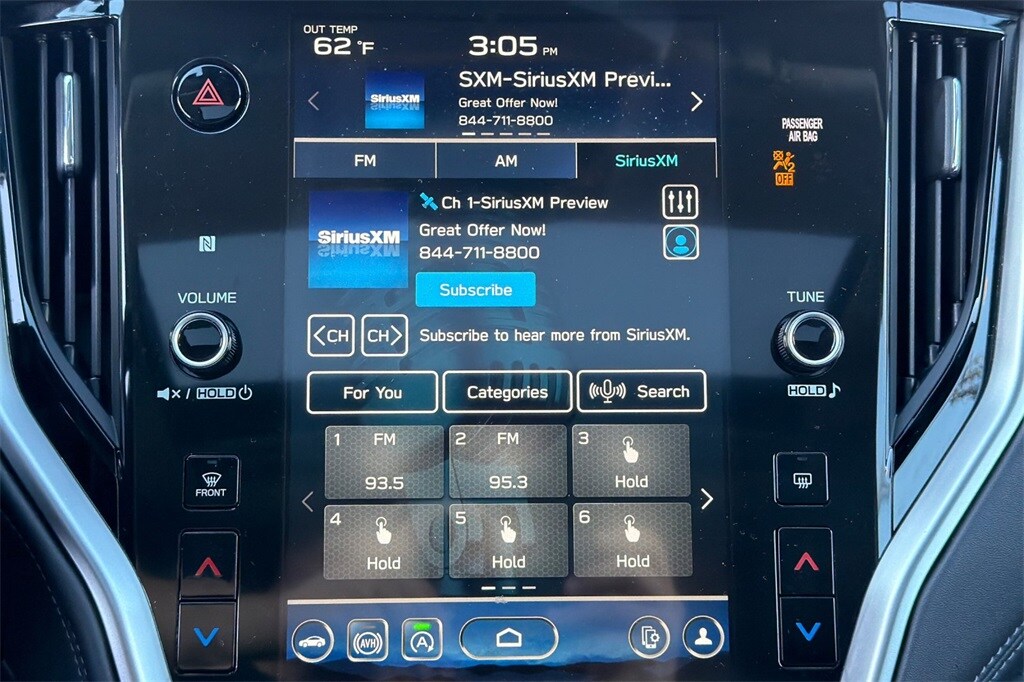 OUT TEMP
62 °F
3:05 PM
SiriusXM
SXM-SiriusXM Previ...
Great Offer Now!
844-711-8800
FM
AM
SiriusXM
PASSENGER
AIR BAG
2
OFF
SiriusXM
Ch 1-SiriusXM Preview
Great Offer Now!
844-711-8800
Subscribe
N
VOLUME
TUNE
CH
CH
Subscribe to hear more from SiriusXM.
/ HOLD
HOLD
For You
Categories
Search
1 FM
93.5
2 FM
95.3
3
Hold
4
Hold
5
Hold
6
Hold
FRONT
AVH
A